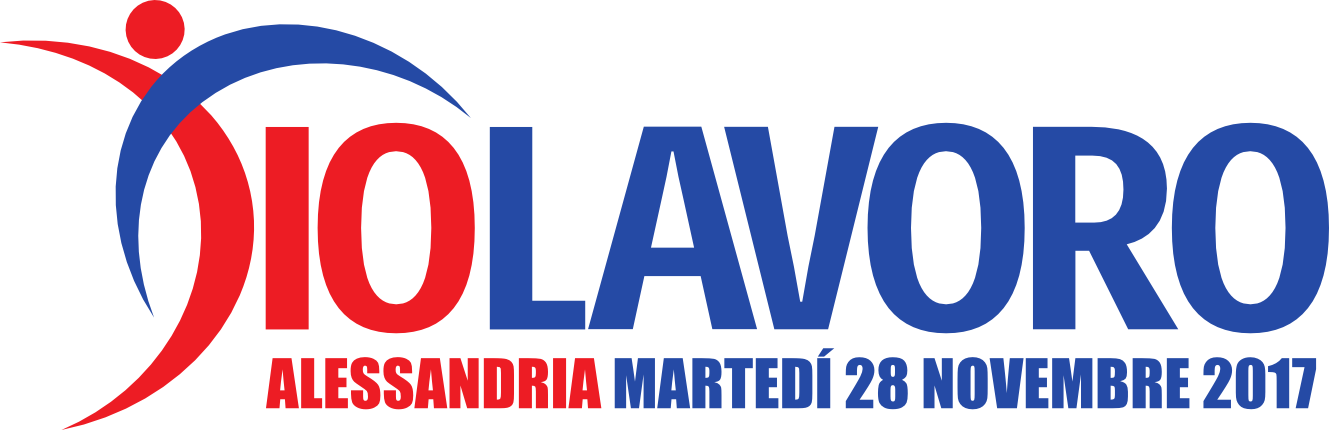 IOLAVORO
ALESSANDRIA MARTEDÍ 28 NOVEMBRE 2017